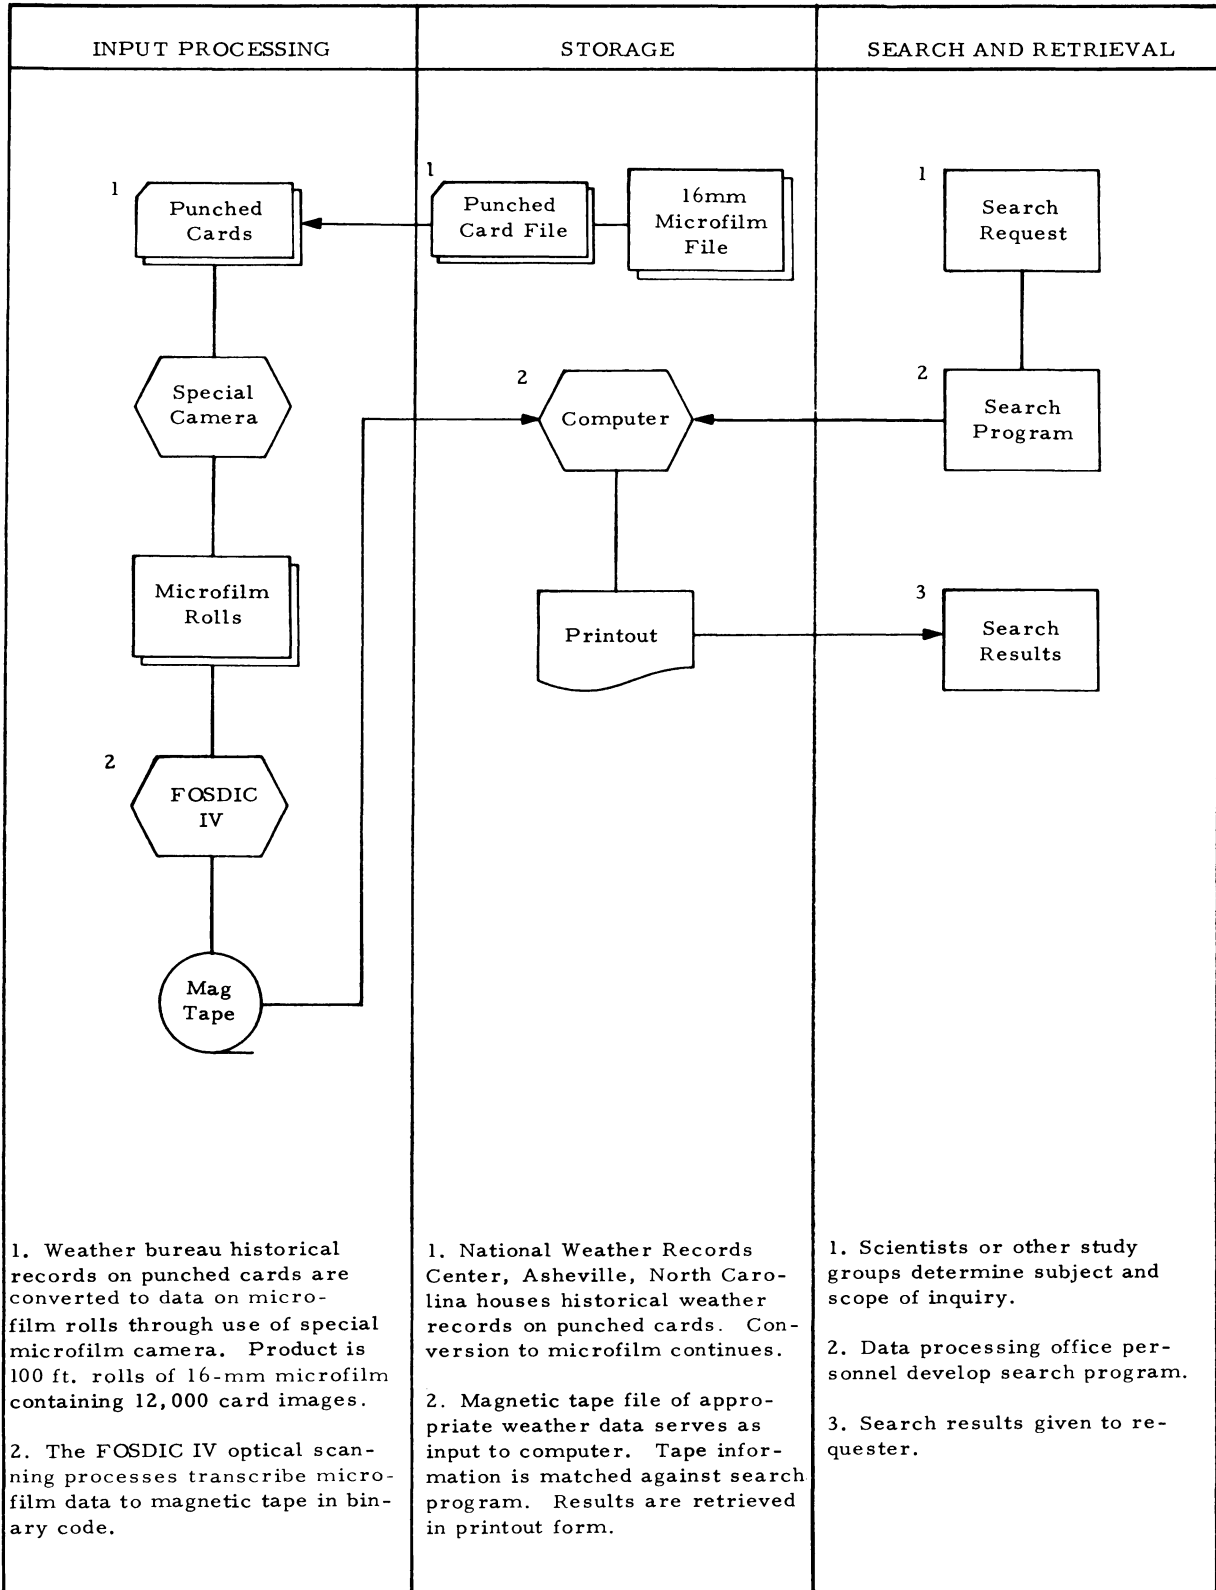 INPUT PROCESSING
STORAGE
SEARCH AND RETRIEVAL
1
Punched
Cards
Special
Camera
Microfilm
Rolls
2
FOSDIC
IV
Mag
Tape
1
Punched
Card File
16mm
Microfilm
File
2
Computer
Printout
1
Search
Request
2
Search
Program
3
Search
Results
1. Weather bureau historical
records on punched cards are
converted to data on micro-
film rolls through use of special
microfilm camera. Product is
100 ft. rolls of 16-mm microfilm
containing 12,000 card images.
2. The FOSDIC IV optical scan-
ning processes transcribe micro-
film data to magnetic tape in bin-
ary code.
1. National Weather Records
Center, Asheville, North Caro-
lina houses historical weather
records on punched cards. Con-
version to microfilm continues.
2. Magnetic tape file of appro-
priate weather data serves as
input to computer. Tape infor-
mation is matched against search
program. Results are retrieved
in printout form.
1. Scientists or other study
groups determine subject and
scope of inquiry.
2. Data processing office per-
sonnel develop search program.
3. Search results given to re-
quester.